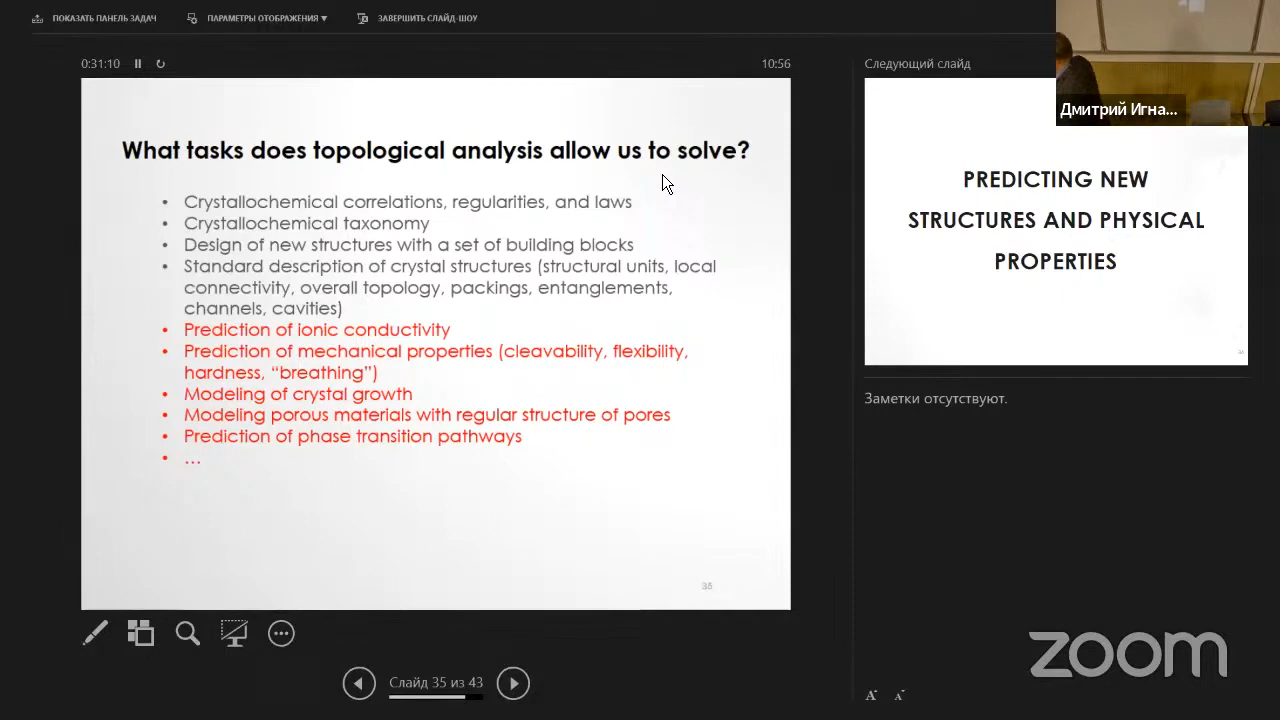 ПОКАЗАТЬ ПАНЕЛЬ ЗАДАЧ
ПАРАМЕТРЫ ОТОБРАЖЕНИЯ ▼
ЗАВЕРШИТЬ СЛАЙД-ШОУ
0:31:10
10:56
What tasks does topological analysis allow us to solve?
• Crystallochemical correlations, regularities, and laws
• Crystallochemical taxonomy
• Design of new structures with a set of building blocks
• Standard description of crystal structures (structural units, local
connectivity, overall topology, packings, entanglements,
channels, cavities)
• Prediction of ionic conductivity
• Prediction of mechanical properties (cleavability, flexibility,
hardness, “breathing”)
• Modeling of crystal growth
• Modeling porous materials with regular structure of pores
• Prediction of phase transition pathways
• …
35
Слайд 35 из 43
Следующий слайд
Дмитрий Игна...
PREDICTING NEW
STRUCTURES AND PHYSICAL
PROPERTIES
36
Заметки отсутствуют.
zoom
A A